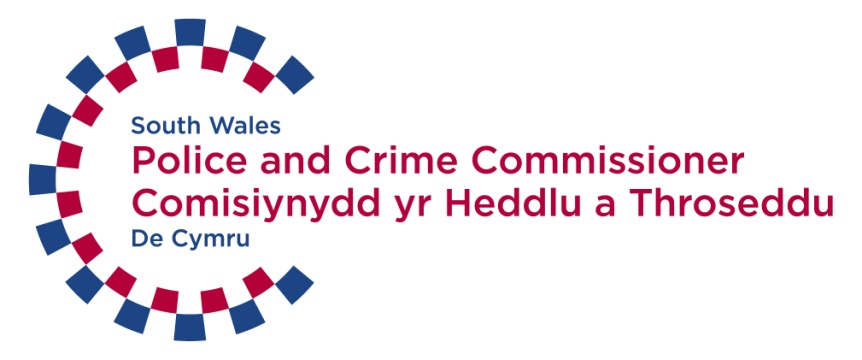 South Wales
Police and Crime Commissioner
Comisiynydd yr Heddlu a Throseddu
De Cymru